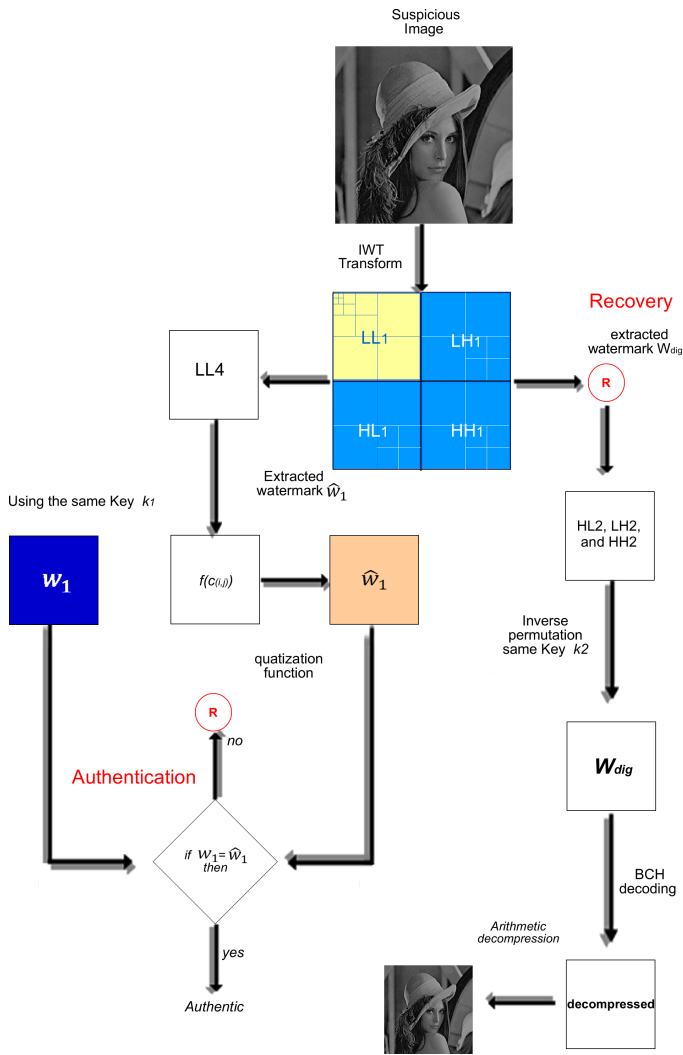 Suspicious
Image
IWT
Transform
LL1
LH1
HL1
HH1
Recovery
extracted
watermark Wdig
R
LL4
Extracted
watermark ŵ1
Using the same Key k1
w1
f(c(i,j))
ŵ1
quatization
function
HL2, LH2,
and HH2
Inverse
permutation
same Key k2
R
no
Authentication
if w1= ŵ1
then
yes
Authentic
Wdig
BCH
decoding
Arithmetic
decompression
decompressed